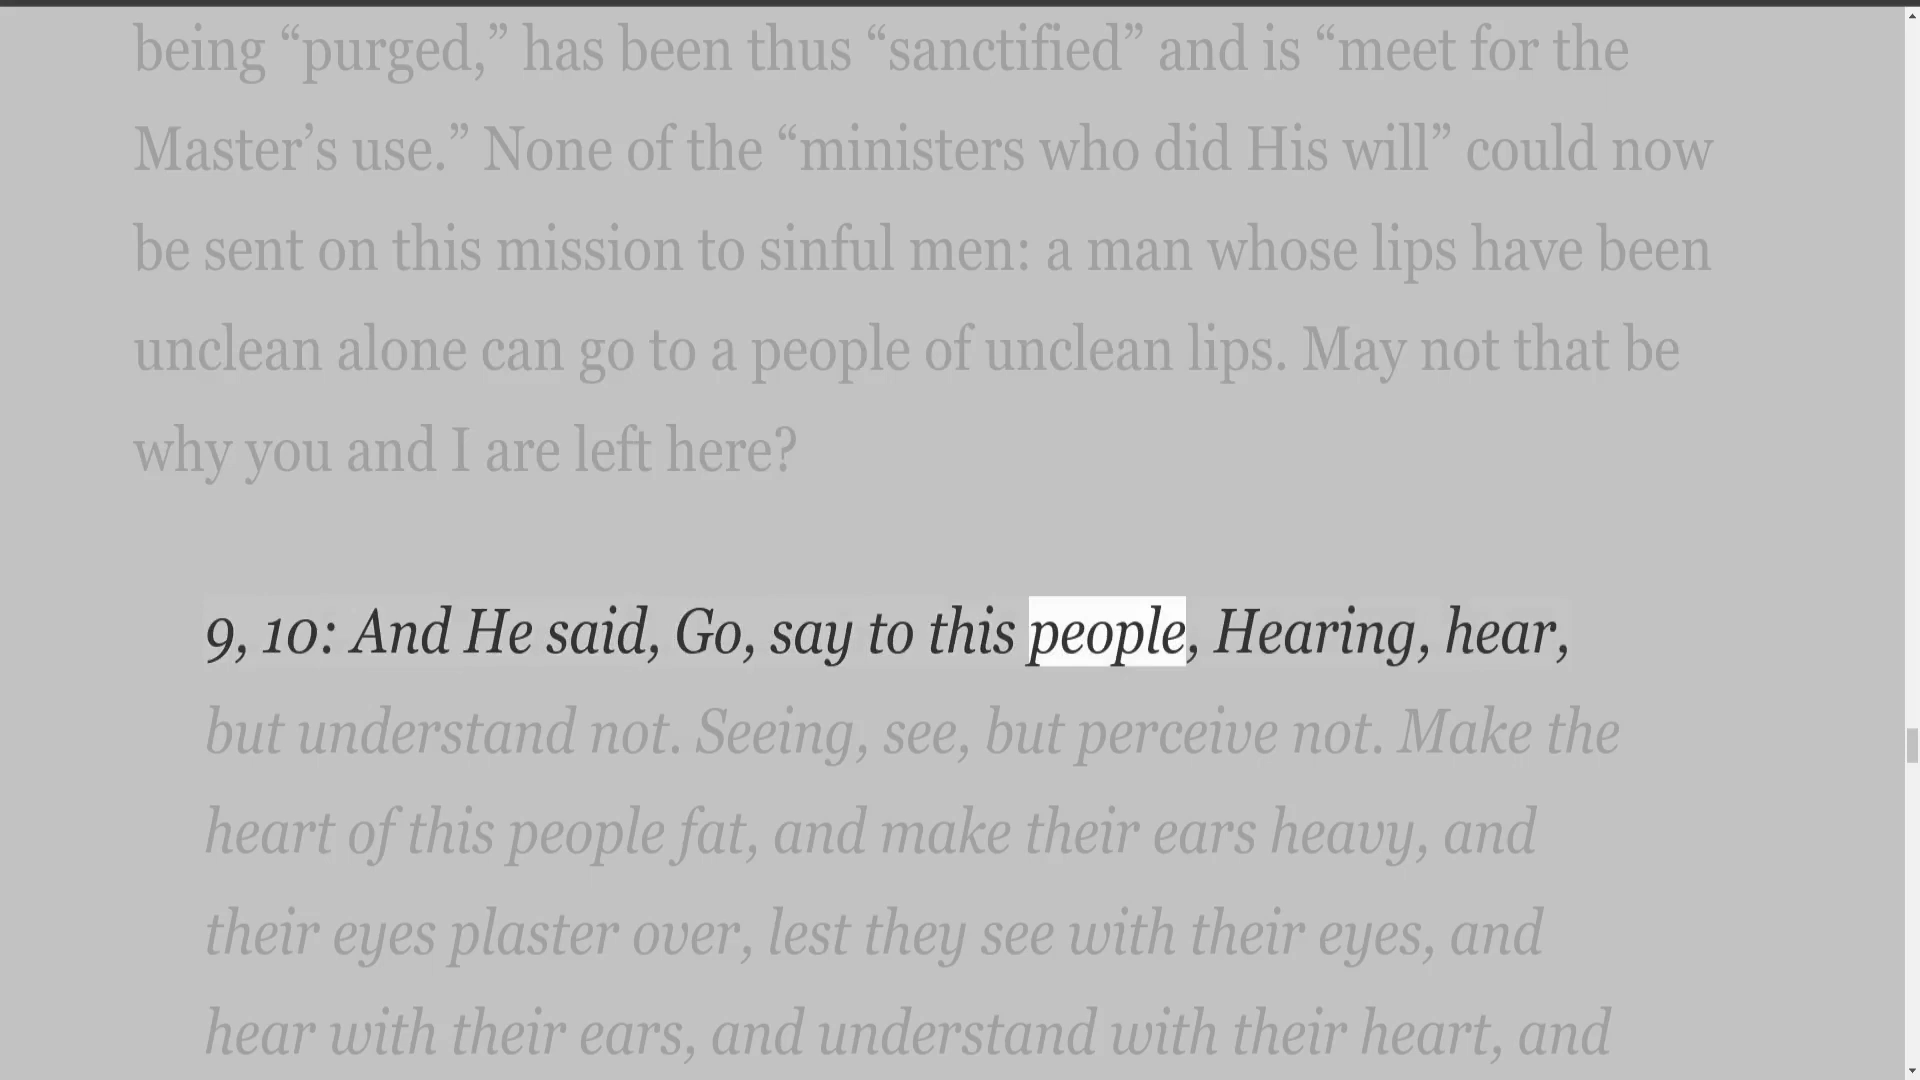 being “purged,” has been thus “sanctified” and is “meet for the
Master’s use.” None of the “ministers who did His will” could now
be sent on this mission to sinful men: a man whose lips have been
unclean alone can go to a people of unclean lips. May not that be
why you and I are left here?
9, 10: And He said, Go, say to this people, Hearing, hear,
but understand not. Seeing, see, but perceive not. Make the
heart of this people fat, and make their ears heavy, and
their eyes plaster over, lest they see with their eyes, and
hear with their ears, and understand with their heart, and